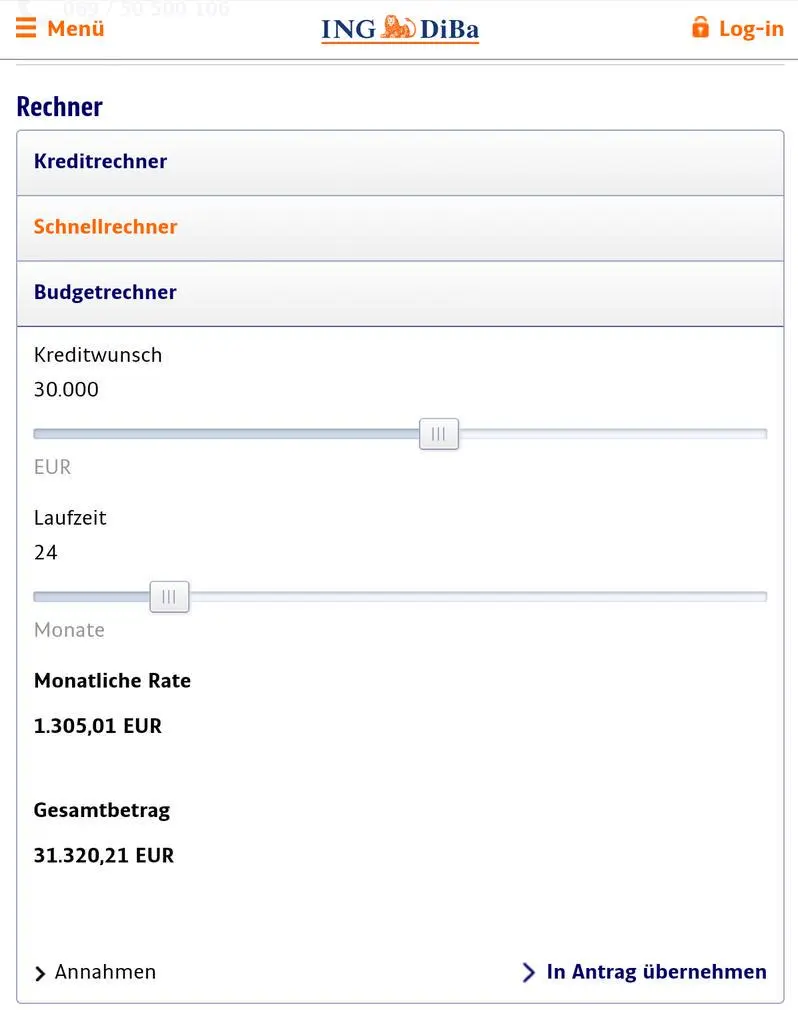 069 / 50 500 106
Menü
ING DiBa
Log-in
Rechner
Kreditrechner
Schnellrechner
Budgetrechner
Kreditwunsch
30.000
EUR
Laufzeit
24
Monate
Monatliche Rate
1.305,01 EUR
Gesamtbetrag
31.320,21 EUR
Annahmen
In Antrag übernehmen